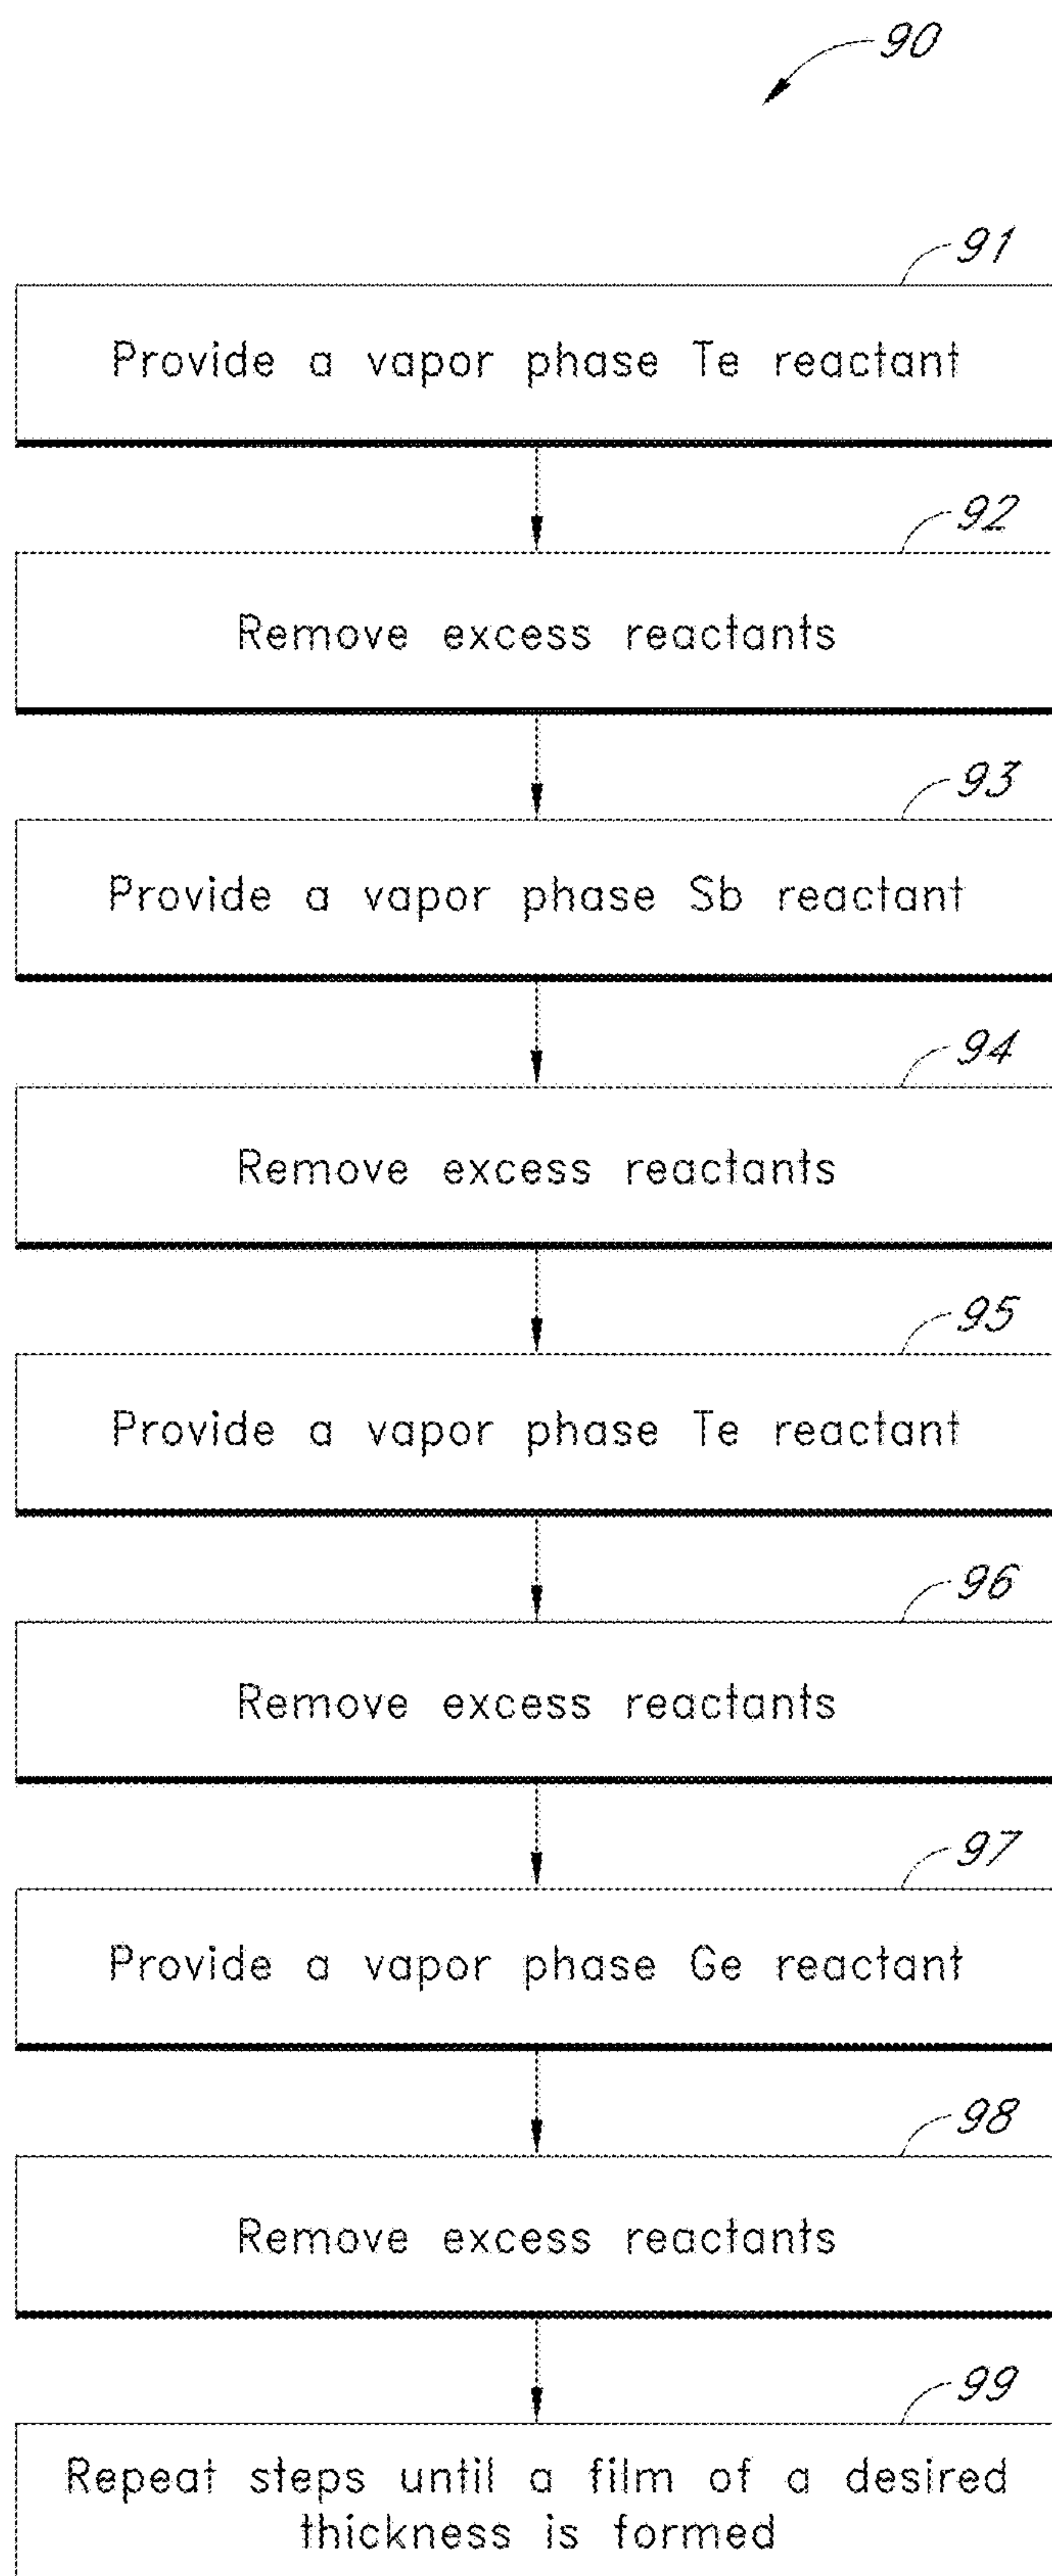 90
91
Provide a vapor phase Te reactant
92
Remove excess reactants
93
Provide a vapor phase Sb reactant
94
Remove excess reactants
95
Provide a vapor phase Te reactant
96
Remove excess reactants
97
Provide a vapor phase Ge reactant
98
Remove excess reactants
99
Repeat steps until a film of a desired
thickness is formed